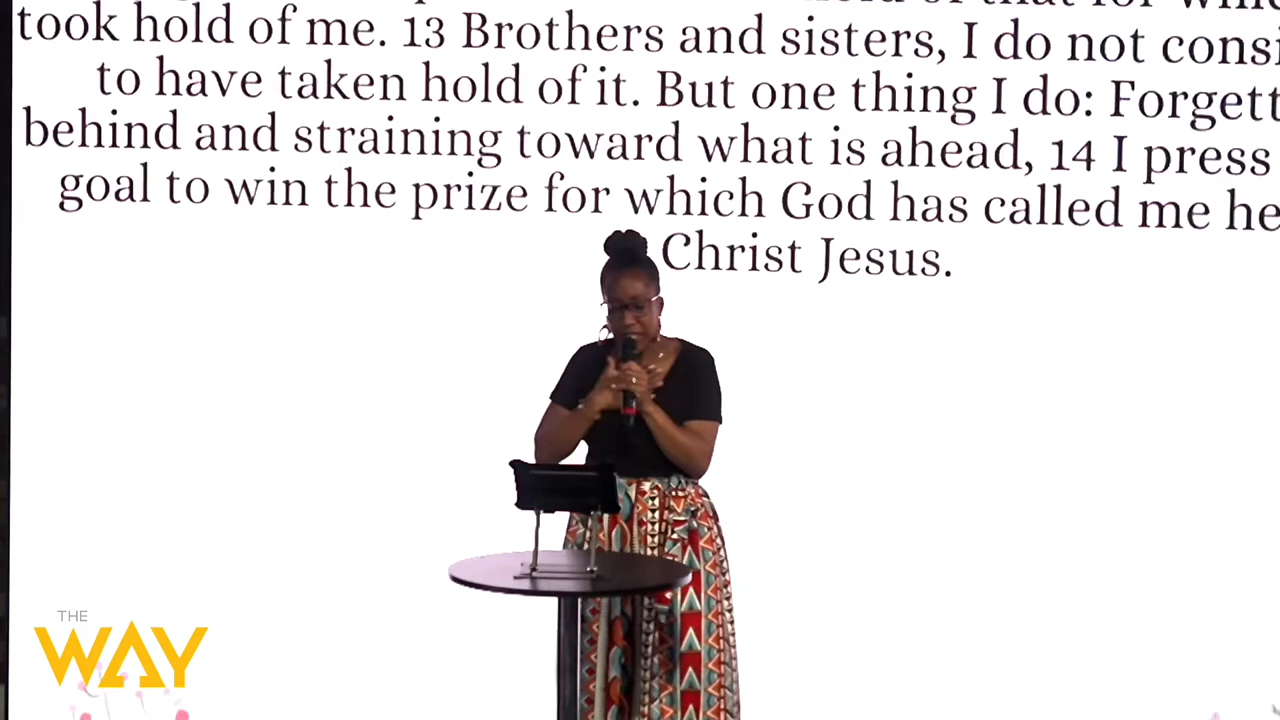 took hold of me. 13 Brothers and sisters, I do not consi
to have taken hold of it. But one thing I do: Forgett
behind and straining toward what is ahead, 14 I press
goal to win the prize for which God has called me he
Christ Jesus.
THE
WAY